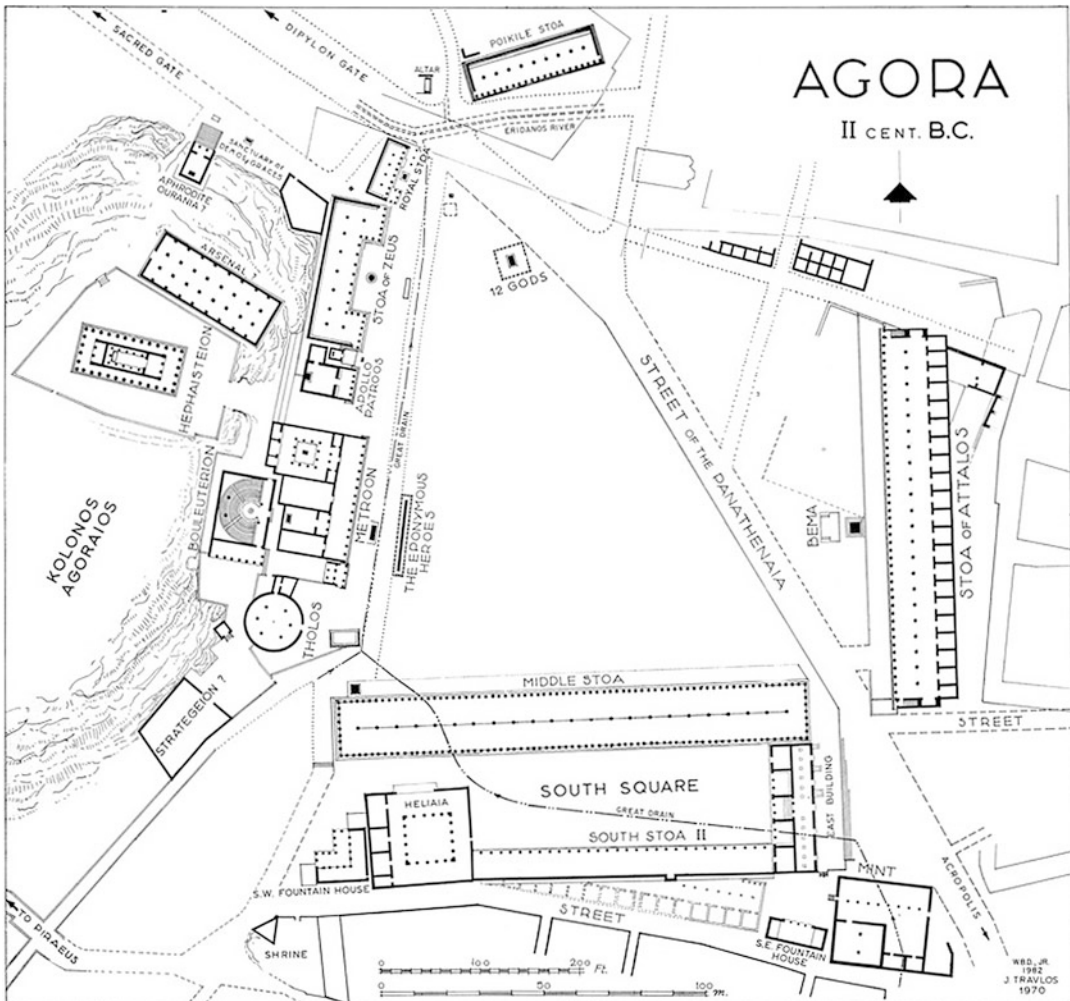 AGORA
II CENT. B.C.
SACRED GATE
DIPYLON GATE
POIKILE STOA
ALTAR
ERIDANOS RIVER
SANCTUARY OF
DEMOS & GRACES
ROYAL STOA
APHRODITE
OURANIA ?
ARSENAL ?
STOA OF ZEUS
12 GODS
HEPHAISTEION
APOLLO
PATROOS
GREAT DRAIN
STREET OF THE PANATHENAIA
STOA OF ATTALOS
BEMA
BOULEUTERION
METROON
THE EPONYMOUS
HEROES
KOLONOS
AGORAIOS
THOLOS
STRATEGEION ?
MIDDLE STOA
STREET
SOUTH SQUARE
EAST BUILDING
HELIAIA
GREAT DRAIN
SOUTH STOA II
S.W. FOUNTAIN HOUSE
MINT
ACROPOLIS
STREET
TO PIRAEUS
SHRINE
S.E. FOUNTAIN
HOUSE
0 200 Ft.
0 100 m.
W.B.D., JR.
1982
J. TRAVLOS
1970